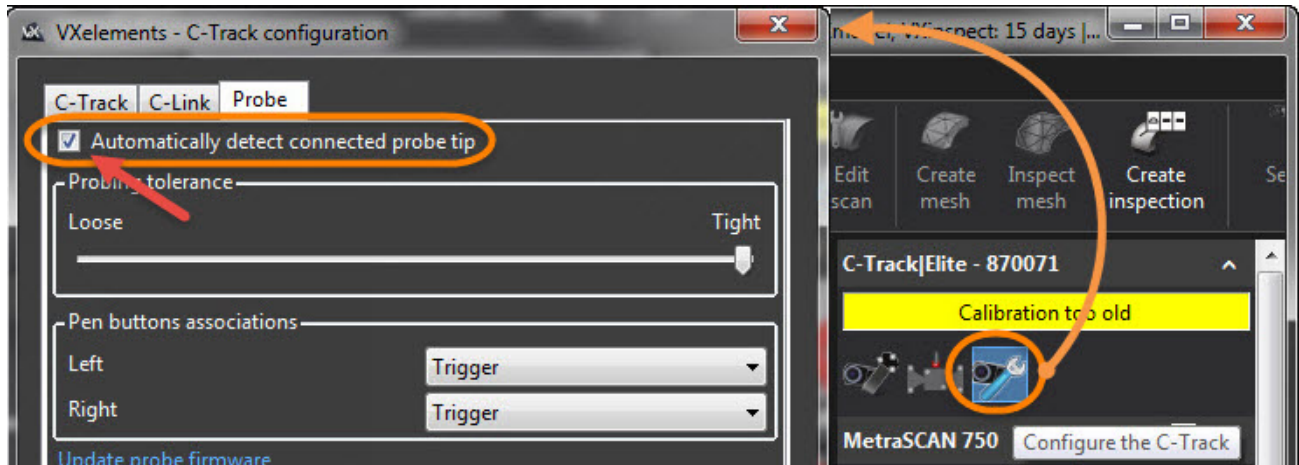 VXelements - C-Track configuration
C-Track C-Link Probe
Automatically detect connected probe tip
Probing tolerance
Loose Tight
Pen buttons associations
Left Trigger
Right Trigger
Update probe firmware
VXinspect: 15 days |...
Edit scan
Create mesh
Inspect mesh
Create inspection
Se
C-Track|Elite - 870071
Calibration too old
MetraSCAN 750
Configure the C-Track